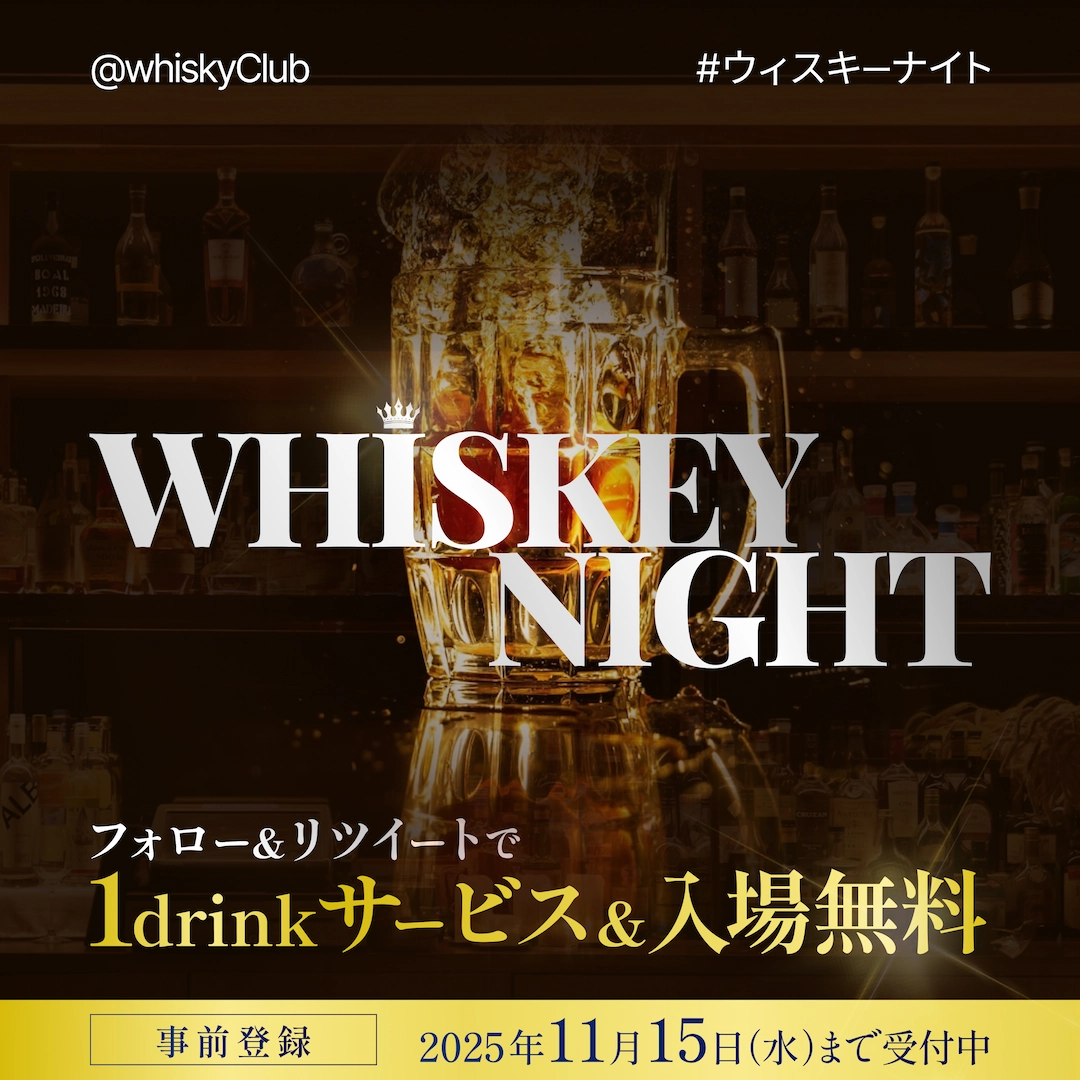 @whiskyClub
#ウィスキーナイト
WHISKEY
NIGHT
フォロー&リツイートで
1drinkサービス&入場無料
事前登録
2025年11月15日(水)まで受付中